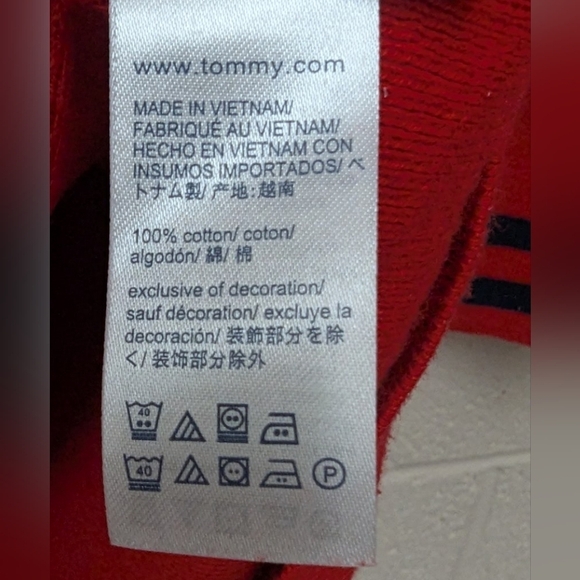 www.tommy.com
MADE IN VIETNAM/
FABRIQUÉ AU VIETNAM/
HECHO EN VIETNAM CON
INSUMOS IMPORTADOS/ ベ
トナム製/ 产地:越南
100% cotton/ coton/
algodón/ 綿/ 棉
exclusive of decoration/
sauf décoration/ excluye la
decoración/ 装飾部分を除
く/ 装饰部分除外
40
40 P